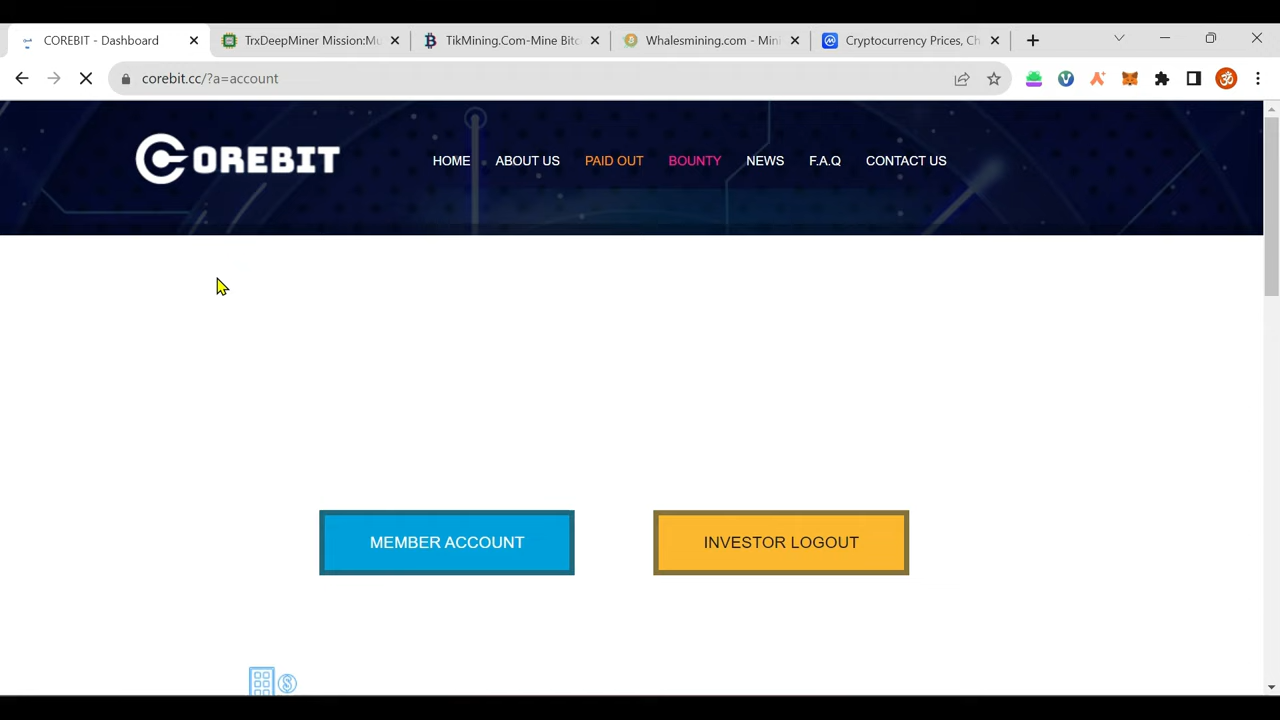 COREBIT - Dashboard
TrxDeepMiner Mission:Mu
TikMining.Com-Mine Bitc
Whalesmining.com - Mini
Cryptocurrency Prices, Ch
corebit.cc/?a=account
COREBIT
HOME
ABOUT US
PAID OUT
BOUNTY
NEWS
F.A.Q
CONTACT US
MEMBER ACCOUNT
INVESTOR LOGOUT